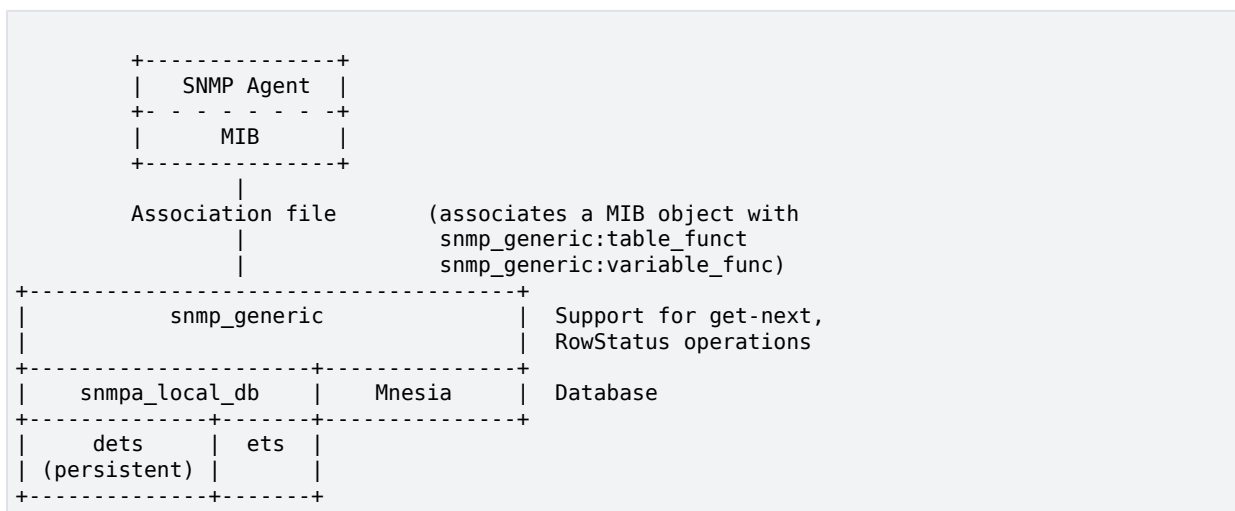 +---------------+
|   SNMP Agent  |
+- - - - - - - -+
|      MIB      |
+---------------+
|
Association file       (associates a MIB object with
|               snmp_generic:table_funct
|               snmp_generic:variable_func)
+--------------------------------------+
|           snmp_generic               |  Support for get-next,
|                                      |  RowStatus operations
+----------------------+---------------+
|    snmpa_local_db    |    Mnesia     |  Database
+--------------+-------+---------------+
|     dets     |  ets  |
| (persistent) |       |
+--------------+-------+